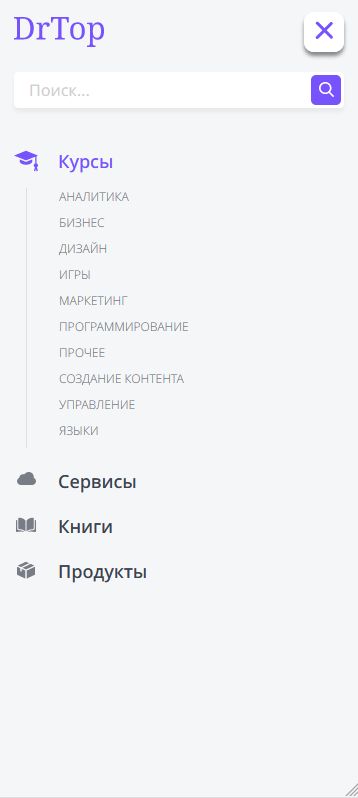 DrTop
Поиск...
Курсы
АНАЛИТИКА
БИЗНЕС
ДИЗАЙН
ИГРЫ
МАРКЕТИНГ
ПРОГРАММИРОВАНИЕ
ПРОЧЕЕ
СОЗДАНИЕ КОНТЕНТА
УПРАВЛЕНИЕ
ЯЗЫКИ
Сервисы
Книги
Продукты